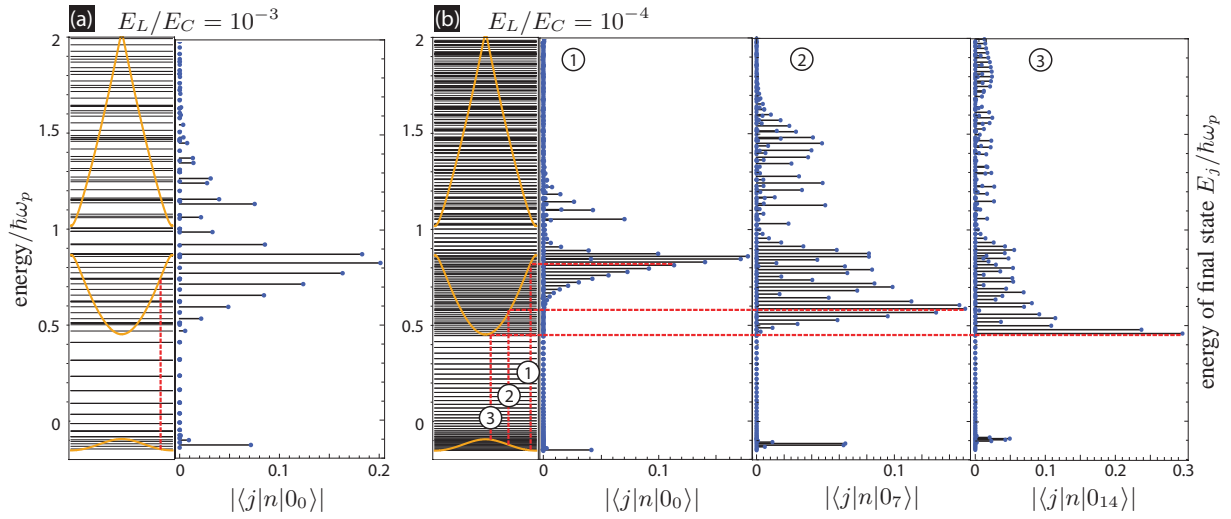 (a) E_L/E_C = 10^{-3}
(b) E_L/E_C = 10^{-4}
energy/ħω_p
2
1.5
1
0.5
0
0 0.1 0.2
|⟨j|n|0_0⟩|
2
1.5
1
0.5
0
① ② ③
①
②
③
0 0.1
|⟨j|n|0_0⟩|
0 0.1
|⟨j|n|0_7⟩|
0 0.1 0.2 0.3
|⟨j|n|0_{14}⟩|
energy of final state E_j/ħω_p